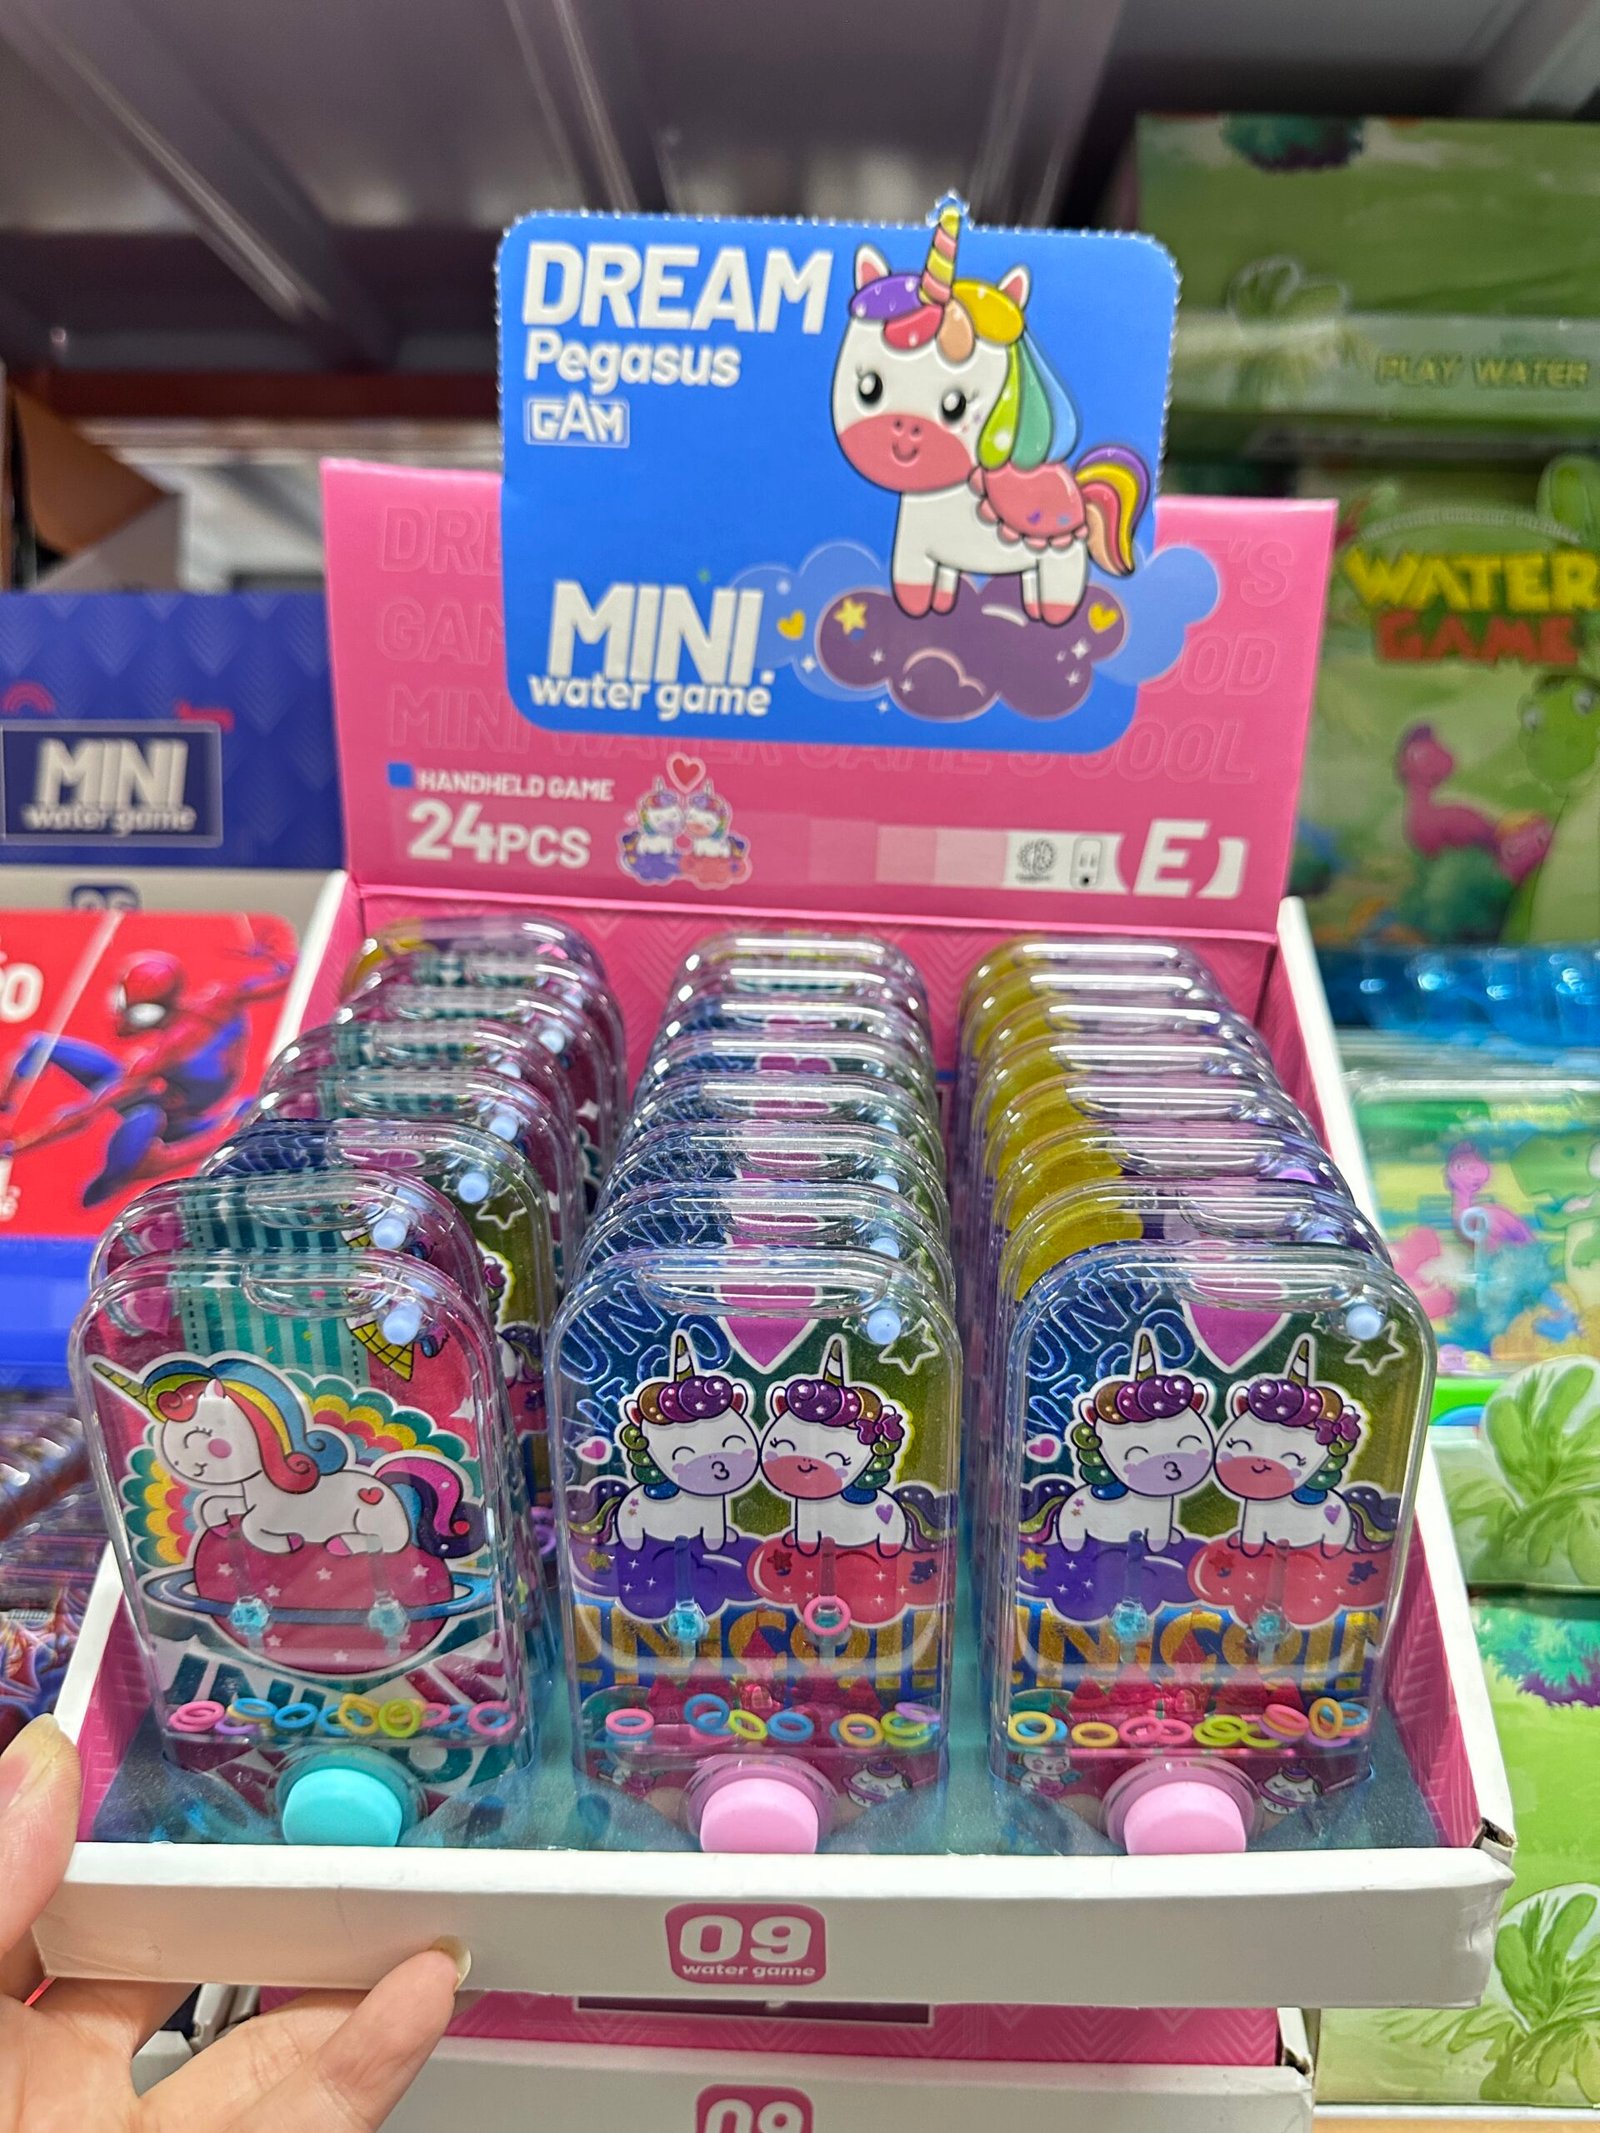 DREAM
Pegasus
GAM
MINI.
water game
HANDHELD GAME
24PCS
(E)
MINI
water game
PLAY WATER
WATER
GAME
09
water game
09